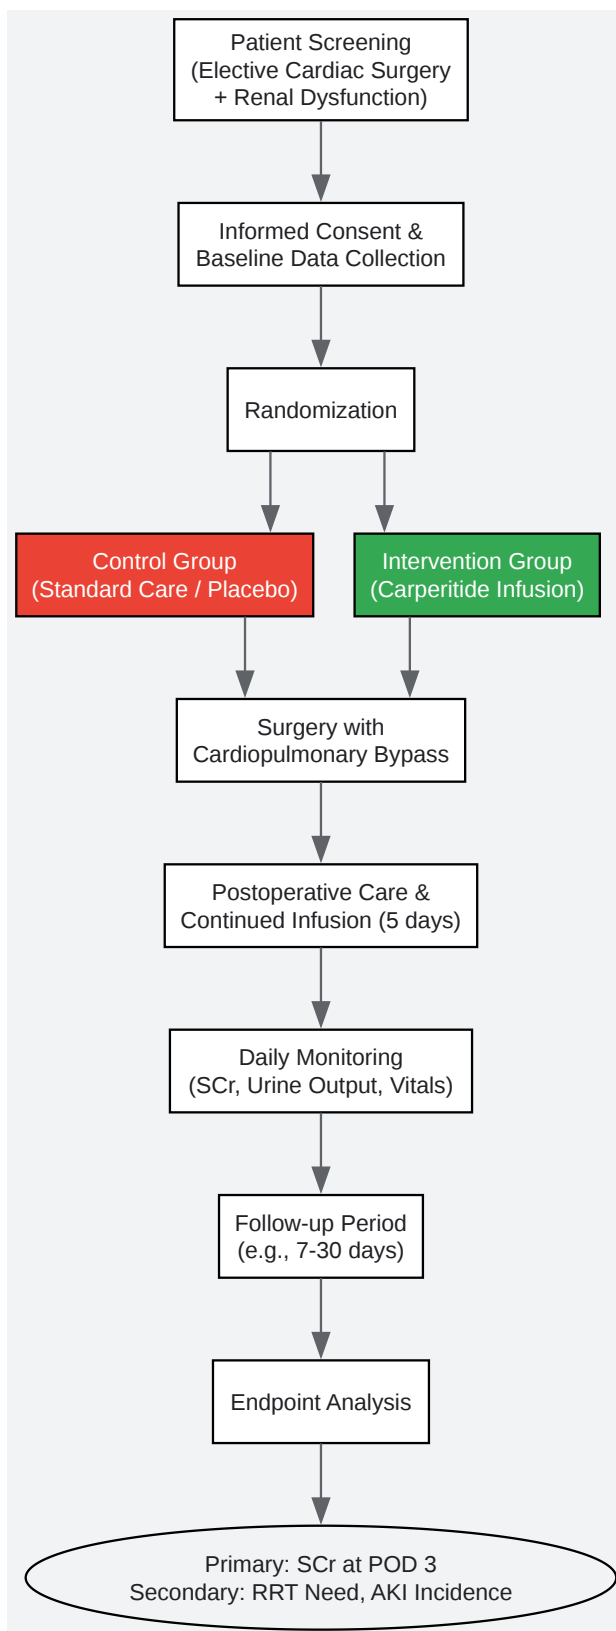 Patient Screening
(Elective Cardiac Surgery
+ Renal Dysfunction)
Informed Consent &
Baseline Data Collection
Randomization
Control Group
(Standard Care / Placebo)
Intervention Group
(Carperitide Infusion)
Surgery with
Cardiopulmonary Bypass
Postoperative Care &
Continued Infusion (5 days)
Daily Monitoring
(SCr, Urine Output, Vitals)
Follow-up Period
(e.g., 7-30 days)
Endpoint Analysis
Primary: SCr at POD 3
Secondary: RRT Need, AKI Incidence